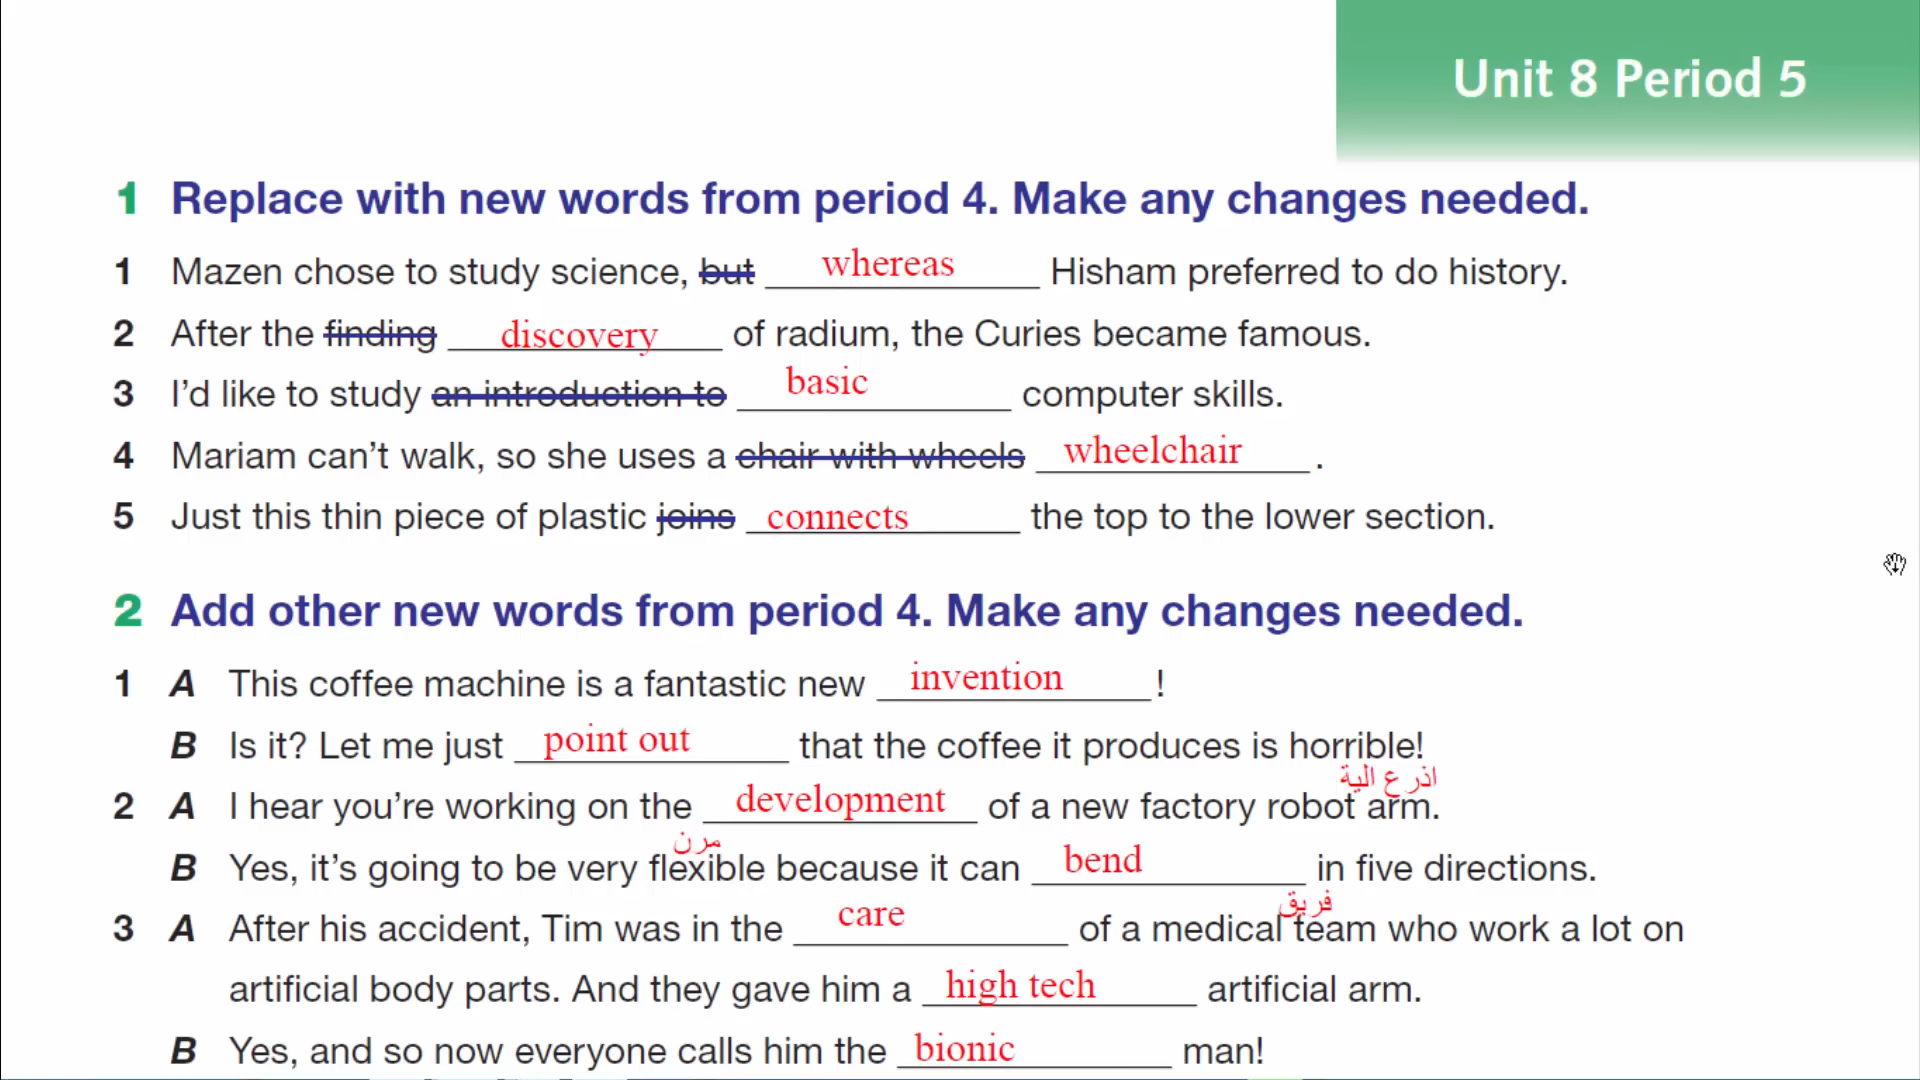 Unit 8 Period 5
1 Replace with new words from period 4. Make any changes needed.
1 Mazen chose to study science, but whereas Hisham preferred to do history.
2 After the finding discovery of radium, the Curies became famous.
3 I'd like to study an introduction to basic computer skills.
4 Mariam can't walk, so she uses a chair with wheels wheelchair.
5 Just this thin piece of plastic joins connects the top to the lower section.
2 Add other new words from period 4. Make any changes needed.
1 A This coffee machine is a fantastic new invention!
B Is it? Let me just point out that the coffee it produces is horrible!
اذرع الية
2 A I hear you're working on the development of a new factory robot arm.
مرن
B Yes, it's going to be very flexible because it can bend in five directions.
فريق
3 A After his accident, Tim was in the care of a medical team who work a lot on
artificial body parts. And they gave him a high tech artificial arm.
B Yes, and so now everyone calls him the bionic man!